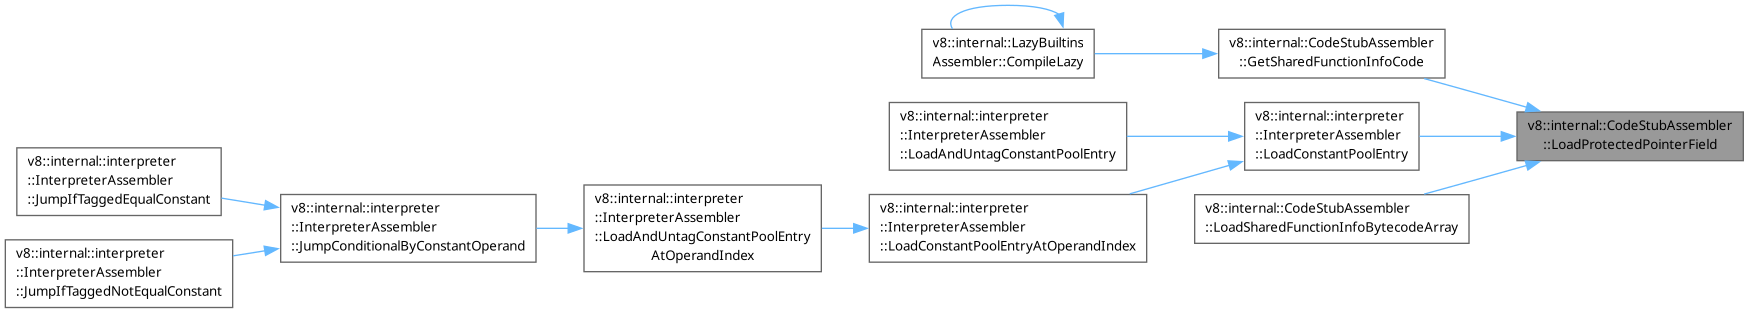 v8::internal::LazyBuiltins
Assembler::CompileLazy
v8::internal::CodeStubAssembler
::GetSharedFunctionInfoCode
v8::internal::interpreter
::InterpreterAssembler
::LoadAndUntagConstantPoolEntry
v8::internal::interpreter
::InterpreterAssembler
::LoadConstantPoolEntry
v8::internal::CodeStubAssembler
::LoadProtectedPointerField
v8::internal::interpreter
::InterpreterAssembler
::JumpIfTaggedEqualConstant
v8::internal::interpreter
::InterpreterAssembler
::JumpConditionalByConstantOperand
v8::internal::interpreter
::InterpreterAssembler
::LoadAndUntagConstantPoolEntry
AtOperandIndex
v8::internal::interpreter
::InterpreterAssembler
::LoadConstantPoolEntryAtOperandIndex
v8::internal::CodeStubAssembler
::LoadSharedFunctionInfoBytecodeArray
v8::internal::interpreter
::InterpreterAssembler
::JumpIfTaggedNotEqualConstant